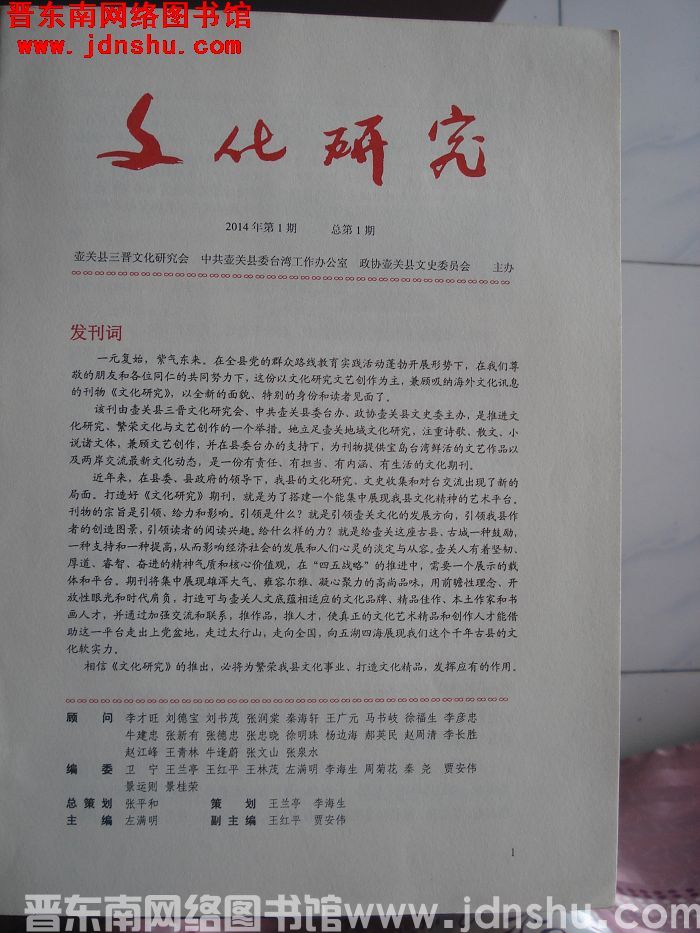 晋东南网络图书馆
www.jdnshu.com
文化研究
2014年第1期 总第1期
壶关县三晋文化研究会 中共壶关县委台湾工作办公室 政协壶关县文史委员会 主办
发刊词
一元复始，紫气东来。在全县党的群众路线教育实践活动蓬勃开展形势下，在我们尊
敬的朋友和各位同仁的共同努力下，这份以文化研究文艺创作为主，兼顾吸纳海外文化讯息
的刊物《文化研究》，以全新的面貌、特别的身份和读者见面了。
该刊由壶关县三晋文化研究会、中共壶关县委台办、政协壶关县文史委主办，是推进文
化研究、繁荣文化与文艺创作的一个举措。她立足壶关地域文化研究，注重诗歌、散文、小
说诸文体，兼顾文艺创作，并在县委台办的支持下，为刊物提供宝岛台湾鲜活的文艺作品以
及两岸交流最新文化动态，是一份有责任、有担当、有内涵、有生活的文化期刊。
近年来，在县委、县政府的领导下，我县的文化研究、文史收集和对台交流出现了新的
局面。打造好《文化研究》期刊，就是为了搭建一个能集中展现我县文化精神的艺术平台。
刊物的宗旨是引领、给力和影响。引领是什么？就是引领壶关文化的发展方向，引领我县作
者的创造图景，引领读者的阅读兴趣。给什么样的力？就是给壶关这座古县、古城一种鼓励，
一种支持和一种提高，从而影响经济社会的发展和人们心灵的淡定与从容。壶关人有着坚韧、
厚道、睿智、奋进的精神气质和核心价值观，在“四五战略”的推进中，需要一个展示的载
体和平台。期刊将集中展现雄浑大气、雍容尔雅、凝心聚力的高尚品味，用前瞻性理念、开
放性眼光和时代肩负，打造可与壶关人文底蕴相适应的文化品牌、精品佳作、本土作家和书
画人才，并通过加强交流和联系，推作品，推人才，使真正的文化艺术精品和创作人才能借
助这一平台走出上党盆地，走过太行山，走向全国，向五湖四海展现我们这个千年古县的文
化软实力。
相信《文化研究》的推出，必将为繁荣我县文化事业、打造文化精品，发挥应有的作用。
顾 问 李才旺 刘德宝 刘书茂 张润棠 秦海轩 王广元 马书岐 徐福生 李彦忠
牛建忠 张新有 张德忠 张忠晓 徐明珠 杨边海 郝英民 赵周清 李长胜
赵江峰 王青林 牛逢蔚 张文山 张泉水
编 委 卫 宁 王兰亭 王红平 王林茂 左满明 李海生 周菊花 秦 尧 贾安伟
景运则 景桂荣
总策划 张平和 策 划 王兰亭 李海生
主 编 左满明 副主编 王红平 贾安伟
1
晋东南网络图书馆 www.jdnshu.com